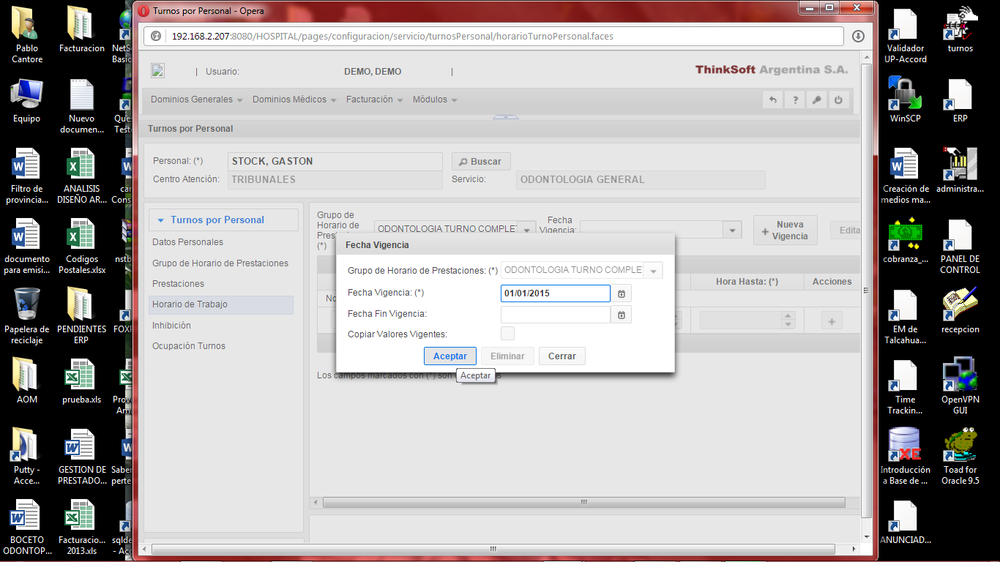 Turnos por Personal - Opera
192.168.2.207:8080/HOSPITAL/pages/configuracion/servicio/turnosPersonal/horarioTurnoPersonal.faces
| Usuario: DEMO, DEMO |
ThinkSoft Argentina S.A.
Dominios Generales Dominios Médicos Facturación Módulos
?
Turnos por Personal
Personal: (*) STOCK, GASTON Buscar
Centro Atención: TRIBUNALES Servicio: ODONTOLOGIA GENERAL
Turnos por Personal
Datos Personales
Grupo de Horario de Prestaciones
Prestaciones
Horario de Trabajo
Inhibición
Ocupación Turnos
Grupo de
Horario de
(*)
ODONTOLOGIA TURNO COMPLET
Fecha
Vigencia:
+ Nueva
Vigencia
Edita
Hora Hasta: (*) Acciones
No
+
Fecha Vigencia
Grupo de Horario de Prestaciones: (*) ODONTOLOGIA TURNO COMPLE
Fecha Vigencia: (*) 01/01/2015
Fecha Fin Vigencia:
Copiar Valores Vigentes:
Aceptar Eliminar Cerrar
Aceptar
Los campos marcados con (*) son
Pablo
Cantore
Facturacion
NetS
Basic
Equipo
Nuevo
documen...
Ques
Test
Filtro de
provincia...
ANALISIS
DISEÑO AR...
car
Cons
documento
para emisi...
Codigos
Postales.xlsx
nstb
Papelera de
reciclaje
PENDIENTES
ERP
FOXP
AOM
prueba.xls
Prov
Am
Putty -
Acce...
GESTION DE
PRESTADO...
Saber
perte
BOCETO
ODONTOP...
Facturacio...
2013.xls
sqlde
- Acc
Validador
UP-Accord
turnos
WinSCP
ERP
Creación de
medios ma...
administra...
cobranza_...
PANEL DE
CONTROL
EM de
Talcahua...
recepcion
Time
Trackin...
OpenVPN
GUI
XE
Introducción
a Base de ...
Toad for
Oracle 9.5
ANUNCIAD...